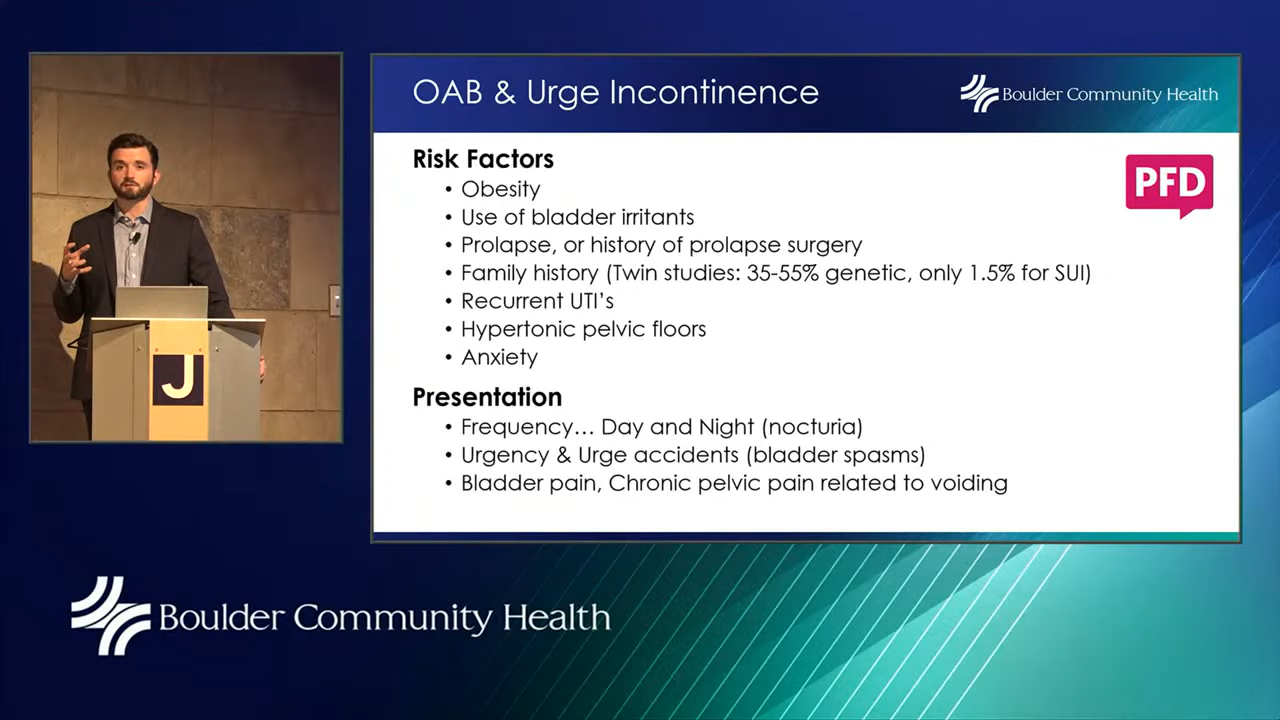 OAB & Urge Incontinence
Boulder Community Health
Risk Factors
PFD
• Obesity
• Use of bladder irritants
• Prolapse, or history of prolapse surgery
• Family history (Twin studies: 35-55% genetic, only 1.5% for SUI)
• Recurrent UTI's
• Hypertonic pelvic floors
• Anxiety
Presentation
• Frequency... Day and Night (nocturia)
• Urgency & Urge accidents (bladder spasms)
• Bladder pain, Chronic pelvic pain related to voiding
J
Boulder Community Health